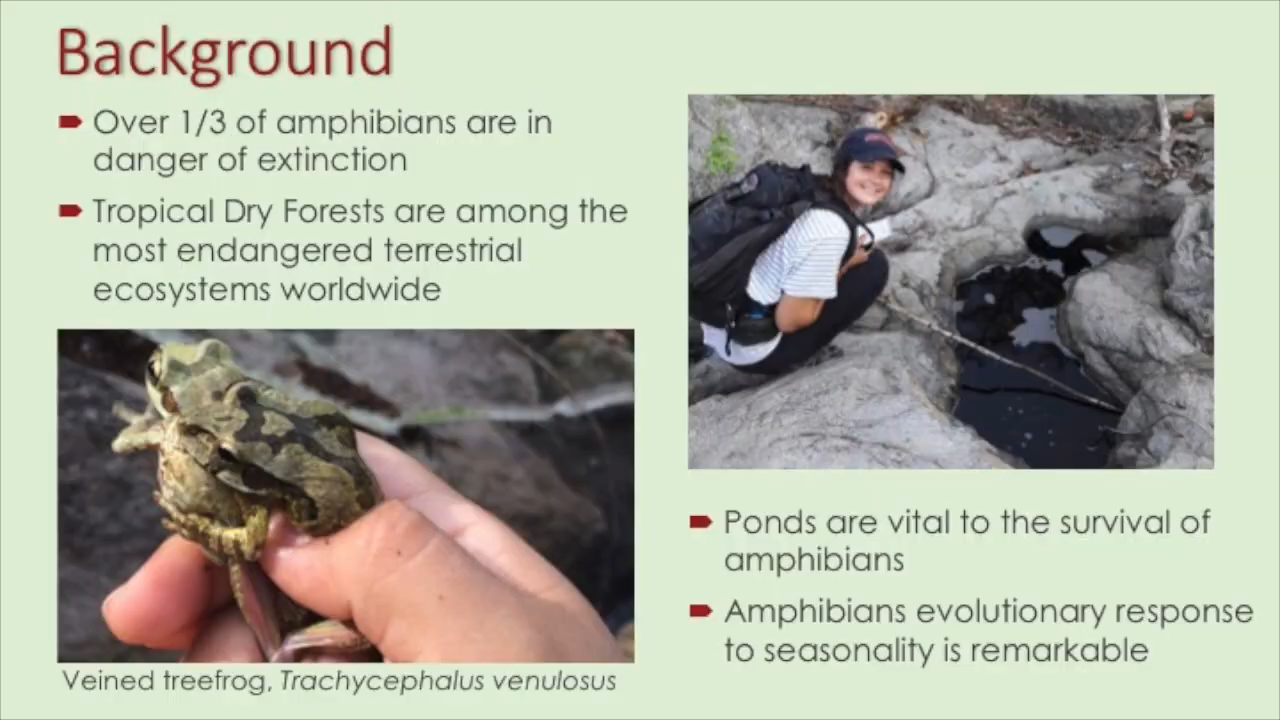 Background
Over 1/3 of amphibians are in
danger of extinction
Tropical Dry Forests are among the
most endangered terrestrial
ecosystems worldwide
Veined treefrog, Trachycephalus venulosus
Ponds are vital to the survival of
amphibians
Amphibians evolutionary response
to seasonality is remarkable